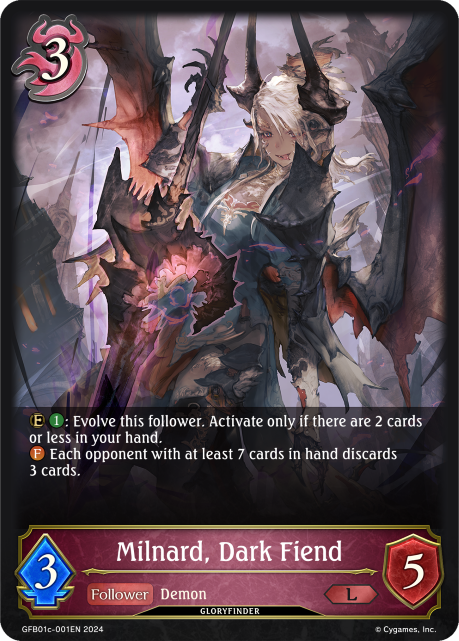 3
E 1: Evolve this follower. Activate only if there are 2 cards
or less in your hand.
F Each opponent with at least 7 cards in hand discards
3 cards.
Milnard, Dark Fiend
3
Follower Demon
L
5
GLORYFINDER
GFB01c-001EN 2024
© Cygames, Inc.